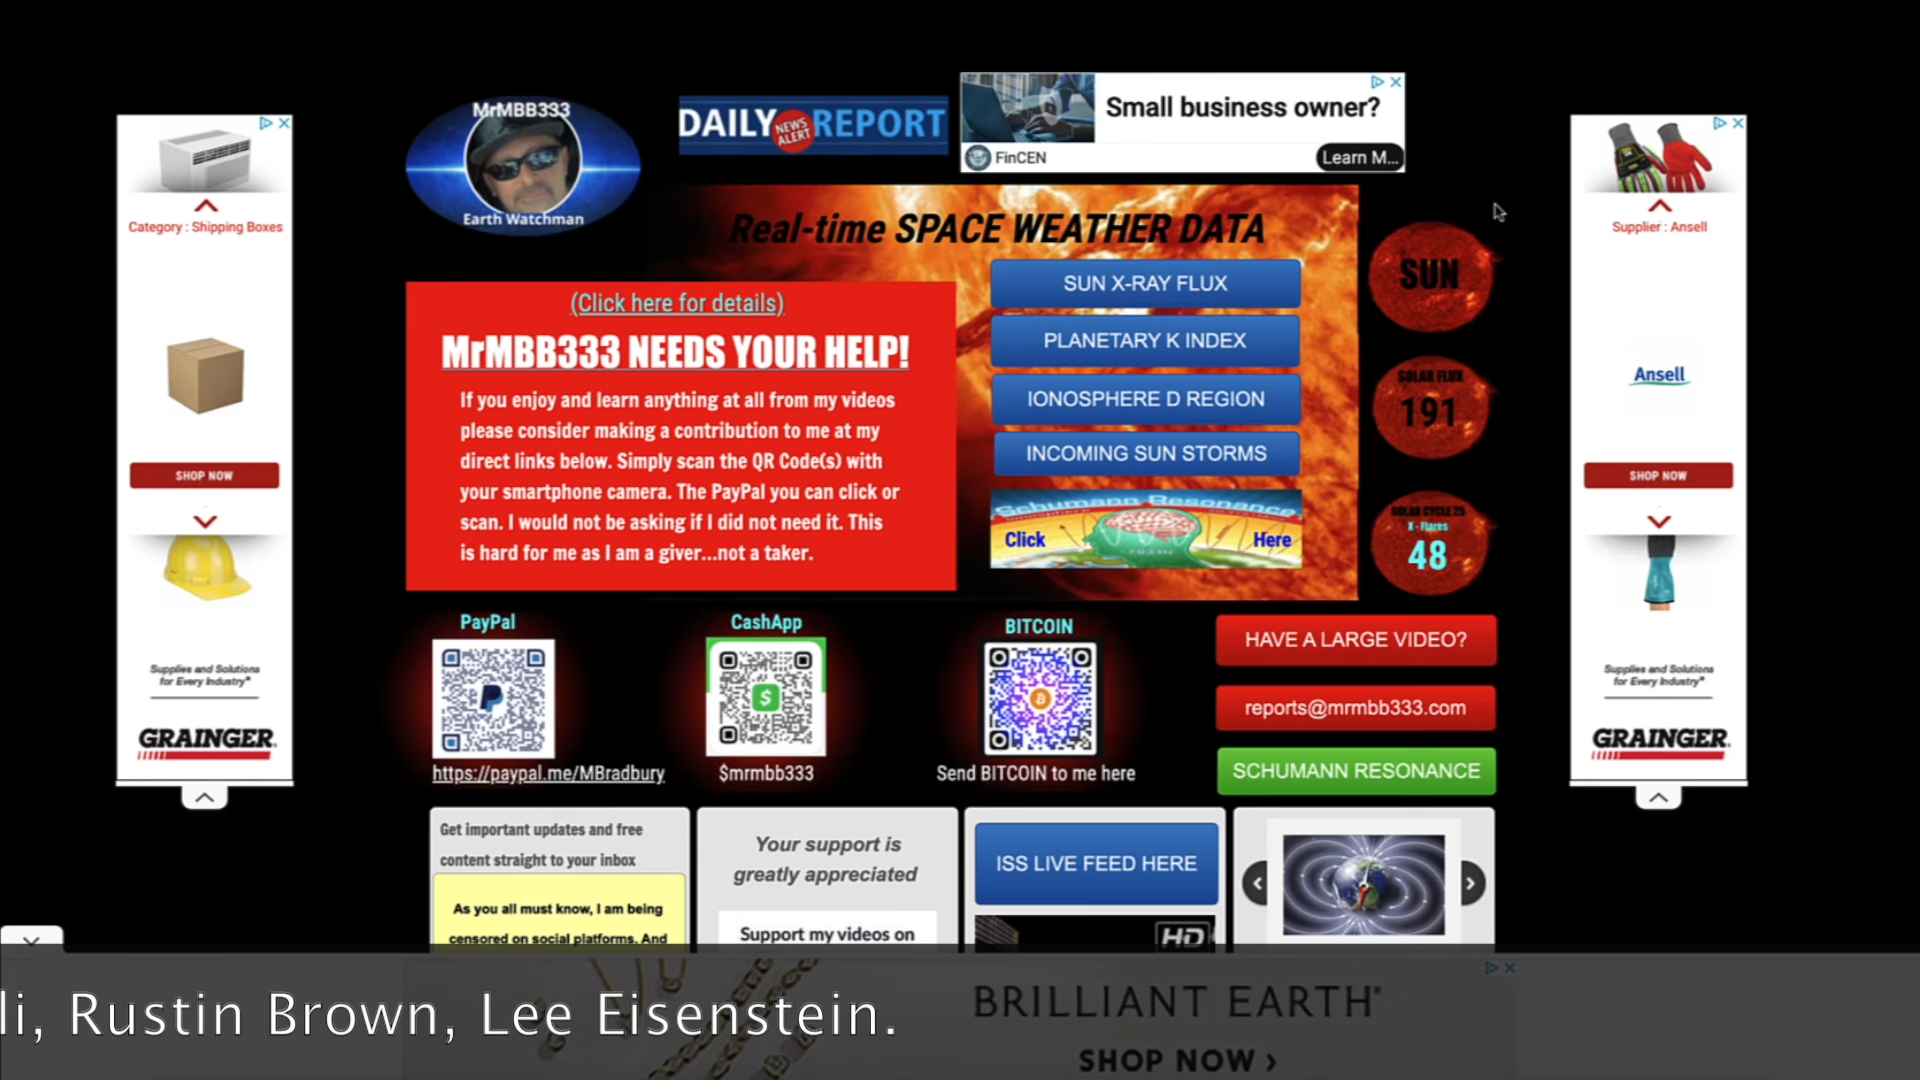 MrMBB333
Earth Watchman
DAILY NEWS ALERT REPORT
Small business owner?
FinCEN
Learn M...
Category : Shipping Boxes
SHOP NOW
Supplies and Solutions
for Every Industry®
GRAINGER
Real-time SPACE WEATHER DATA
SUN X-RAY FLUX
PLANETARY K INDEX
IONOSPHERE D REGION
INCOMING SUN STORMS
Schumann Resonance
Click
Here
SUN
SOLAR FLUX
191
SOLAR CYCLE 25
X - Flares
48
Supplier : Ansell
Ansell
SHOP NOW
Supplies and Solutions
for Every Industry®
GRAINGER
(Click here for details)
MrMBB333 NEEDS YOUR HELP!
If you enjoy and learn anything at all from my videos
please consider making a contribution to me at my
direct links below. Simply scan the QR Code(s) with
your smartphone camera. The PayPal you can click or
scan. I would not be asking if I did not need it. This
is hard for me as I am a giver...not a taker.
PayPal
https://paypal.me/MBradbury
CashApp
$mrmbb333
BITCOIN
Send BITCOIN to me here
HAVE A LARGE VIDEO?
reports@mrmbb333.com
SCHUMANN RESONANCE
Get important updates and free
content straight to your inbox
As you all must know, I am being
censored on social platforms. And
Your support is
greatly appreciated
Support my videos on
ISS LIVE FEED HERE
HD
li, Rustin Brown, Lee Eisenstein.
BRILLIANT EARTH®
SHOP NOW ›